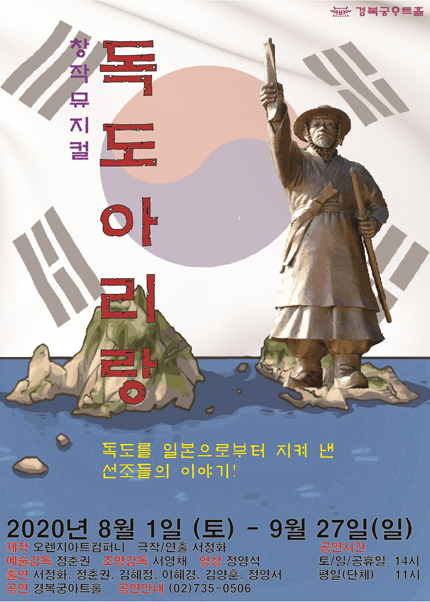 경복궁아트홀
창작뮤지컬
독도아리랑
독도를 일본으로부터 지켜 낸
선조들의 이야기!
2020년 8월 1일 (토) - 9월 27일(일)
제작 오렌지아트컴퍼니 극작/연출 서정화 공연시간
예술감독 정춘권 조명감독 서영채 영상 정영석 토/일/공휴일 14시
출연 서정화. 정춘권. 김혜정. 이혜경. 김양훈. 정영서 평일(단체) 11시
공연 경복궁아트홀 공연안내 (02)735-0506